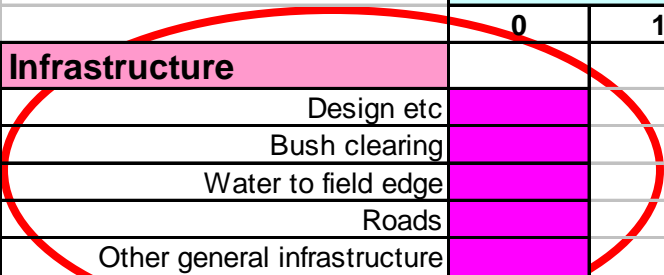 0 1
Infrastructure
Design etc
Bush clearing
Water to field edge
Roads
Other general infrastructure